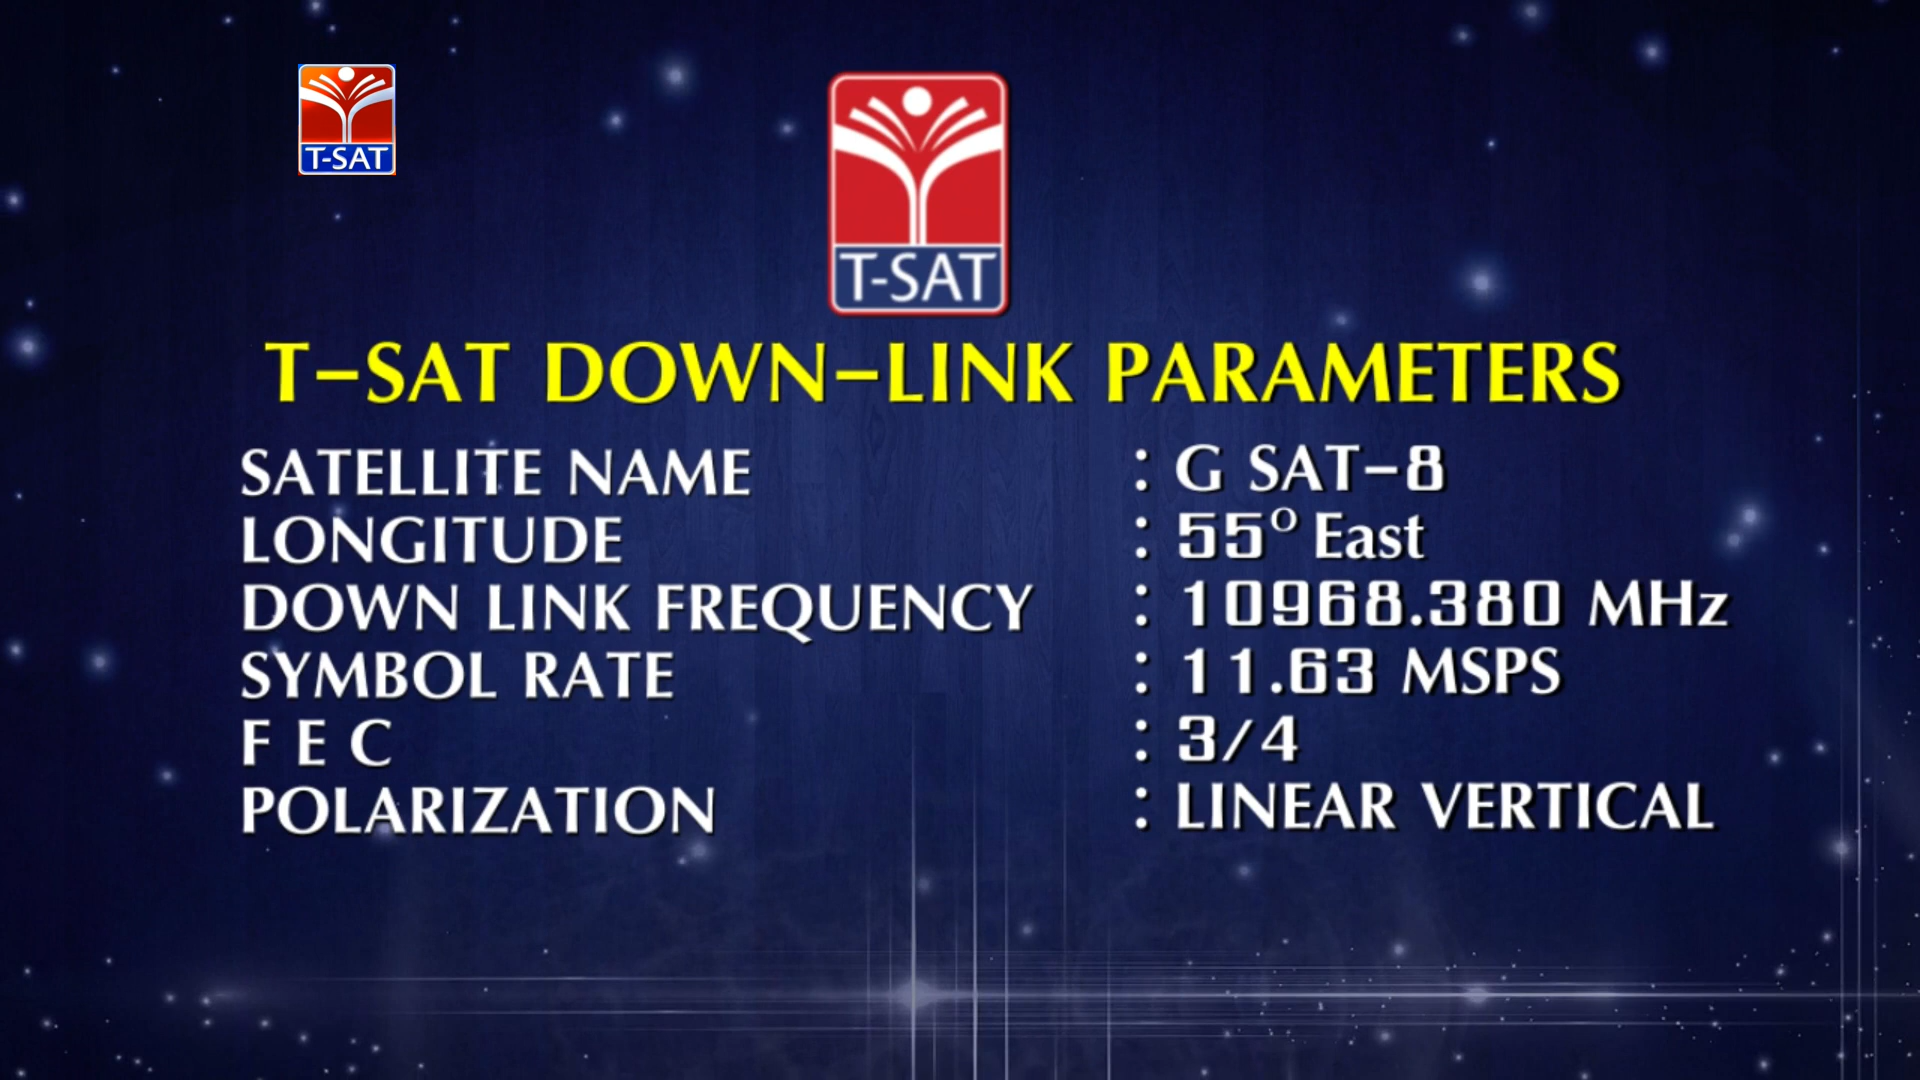 T-SAT
T-SAT
T-SAT DOWN-LINK PARAMETERS
SATELLITE NAME : G SAT-8
LONGITUDE : 55° East
DOWN LINK FREQUENCY : 10968.380 MHz
SYMBOL RATE : 11.63 MSPS
F E C : 3/4
POLARIZATION : LINEAR VERTICAL